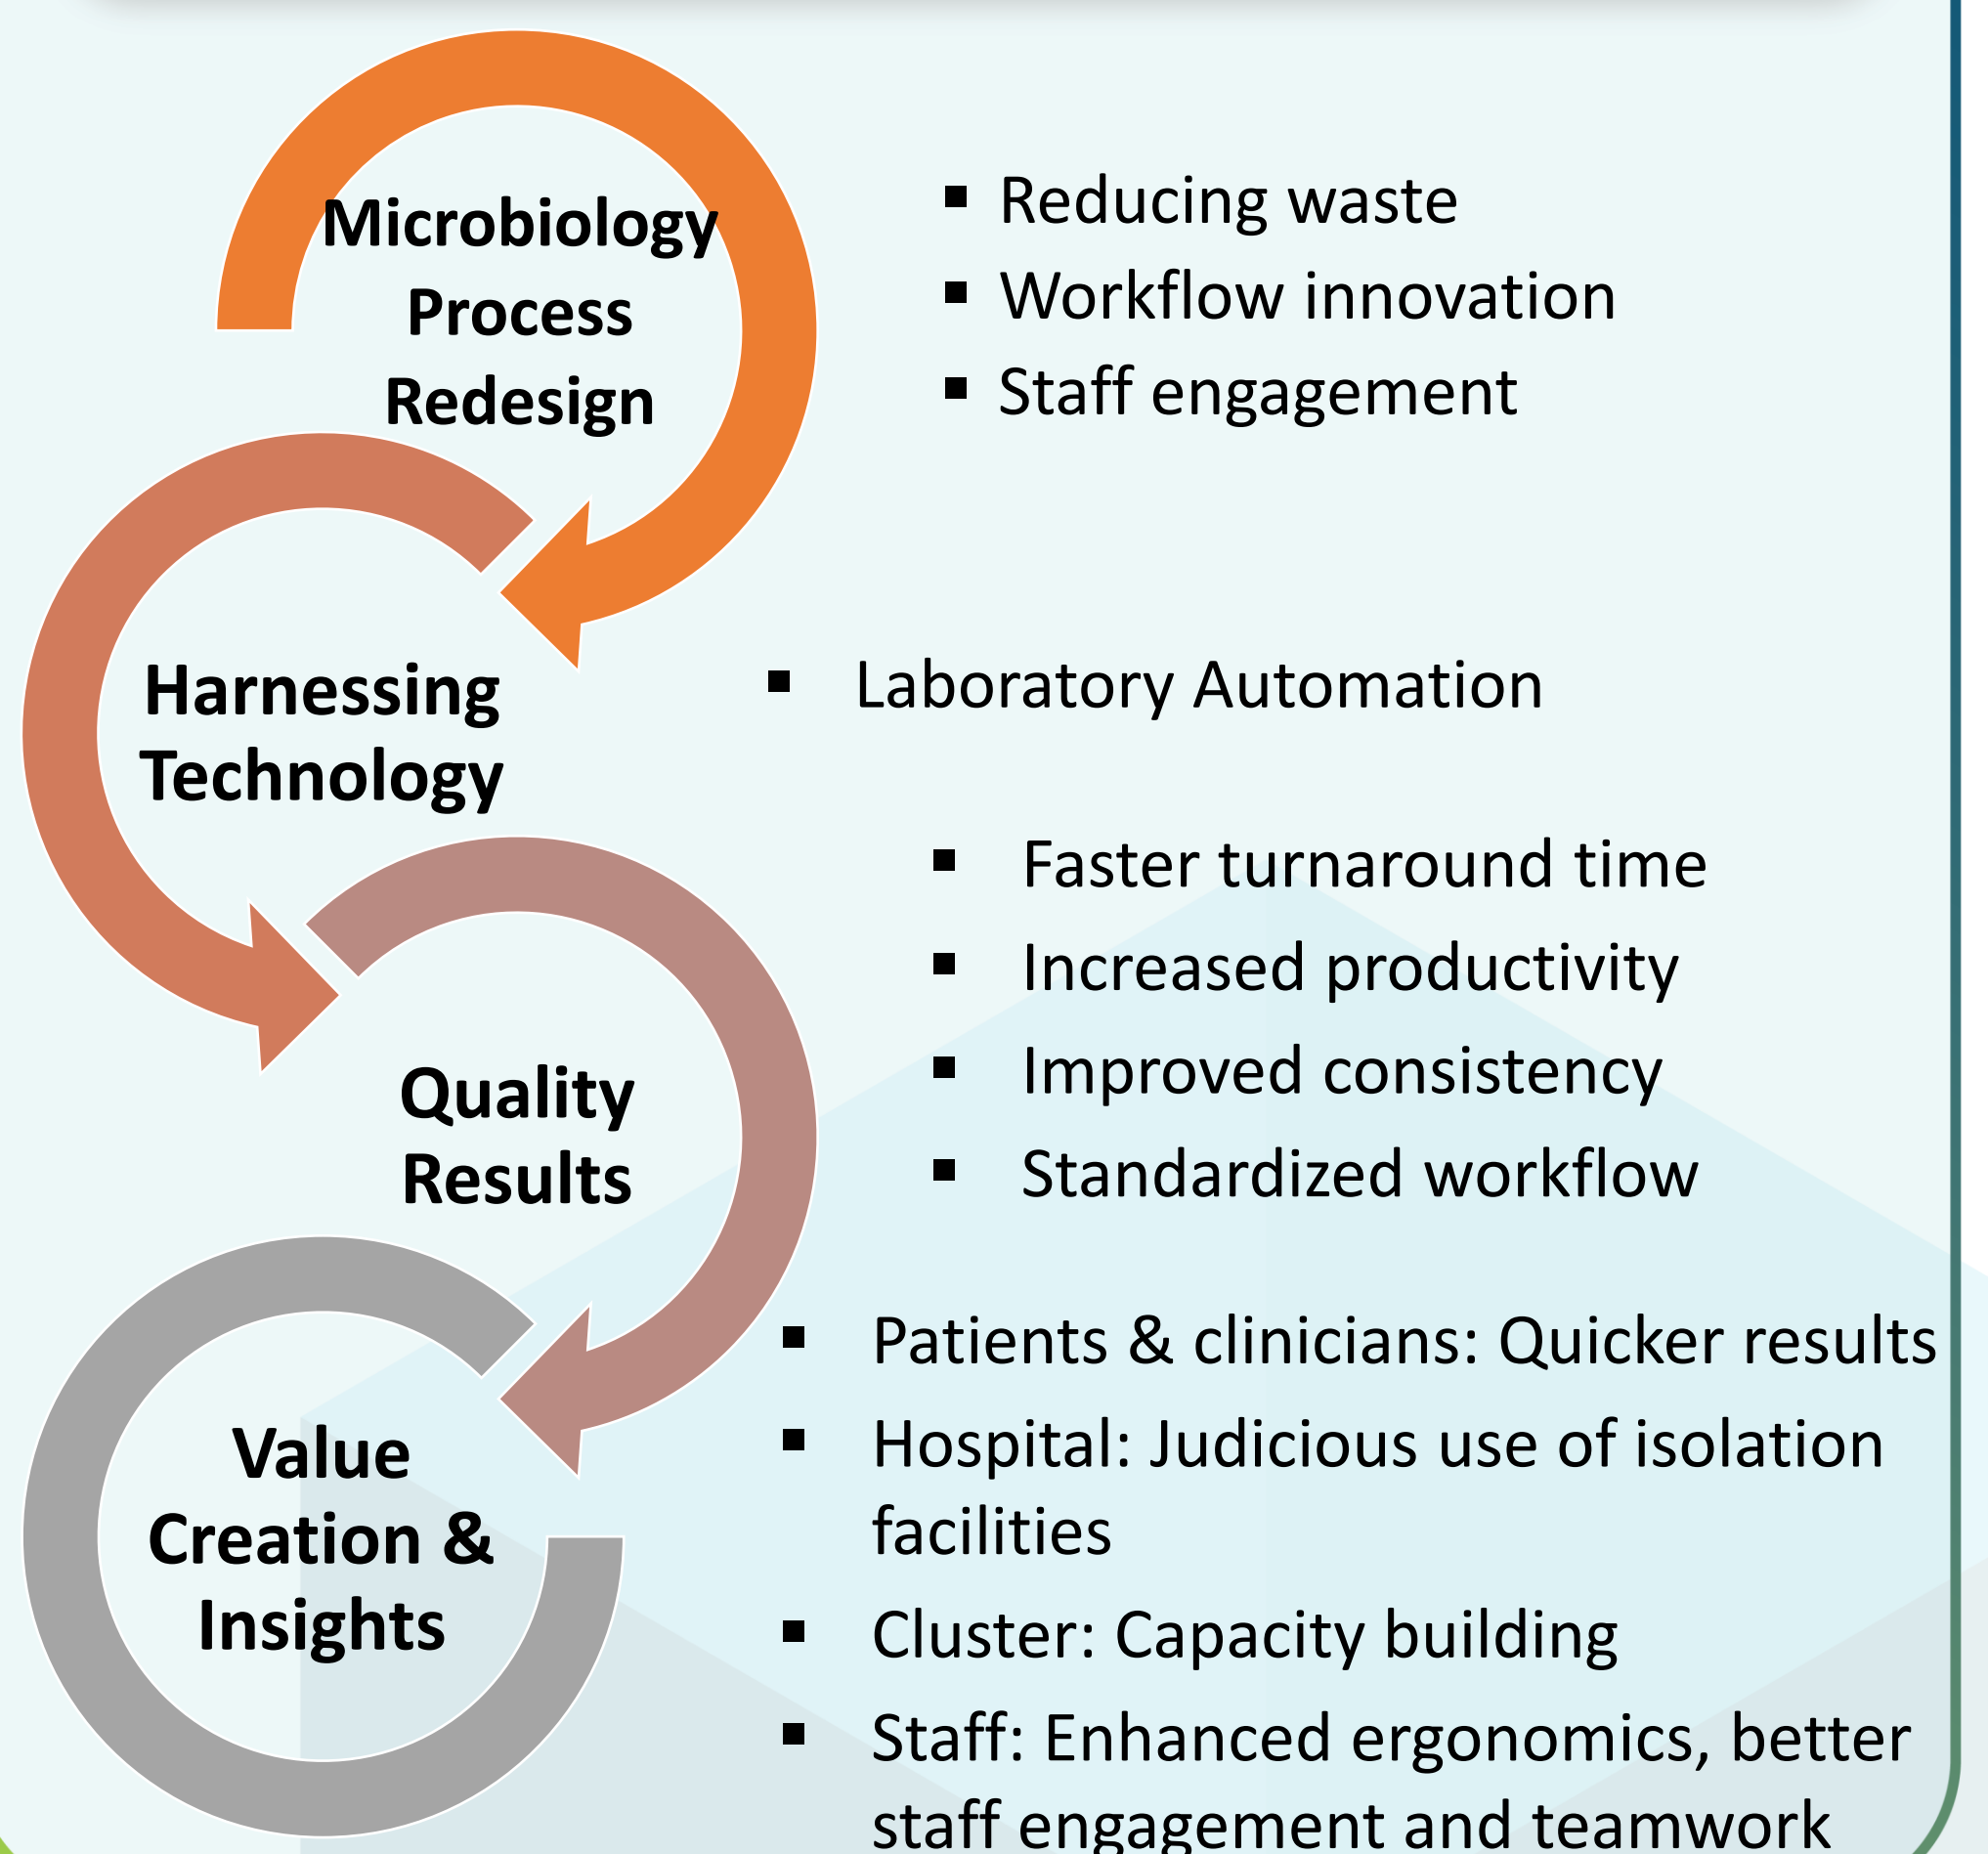 Microbiology
Process
Redesign
▪ Reducing waste
▪ Workflow innovation
▪ Staff engagement
Harnessing
Technology
▪ Laboratory Automation
Quality
Results
▪ Faster turnaround time
▪ Increased productivity
▪ Improved consistency
▪ Standardized workflow
Value
Creation &
Insights
▪ Patients & clinicians: Quicker results
▪ Hospital: Judicious use of isolation
facilities
▪ Cluster: Capacity building
▪ Staff: Enhanced ergonomics, better
staff engagement and teamwork